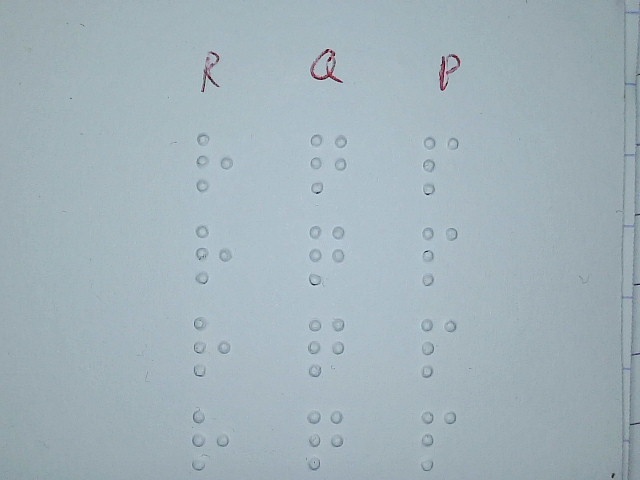 R Q P
⠗ ⠟ ⠏
⠗ ⠟ ⠏
⠗ ⠟ ⠏
⠗ ⠟ ⠏